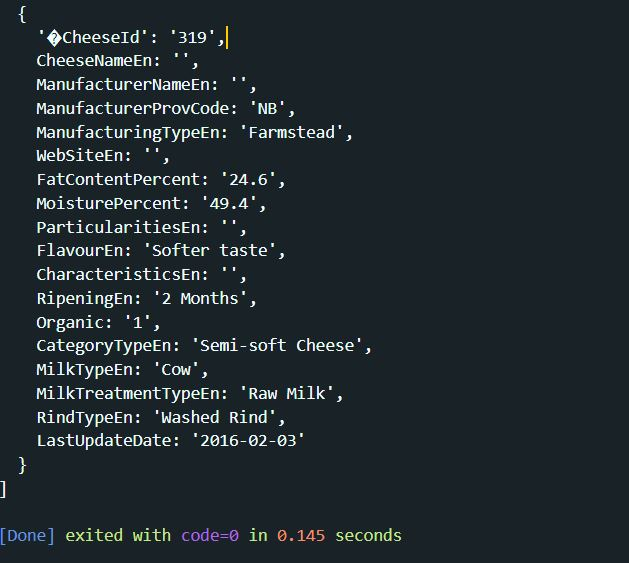 {
'�CheeseId': '319',
CheeseNameEn: '',
ManufacturerNameEn: '',
ManufacturerProvCode: 'NB',
ManufacturingTypeEn: 'Farmstead',
WebSiteEn: '',
FatContentPercent: '24.6',
MoisturePercent: '49.4',
ParticularitiesEn: '',
FlavourEn: 'Softer taste',
CharacteristicsEn: '',
RipeningEn: '2 Months',
Organic: '1',
CategoryTypeEn: 'Semi-soft Cheese',
MilkTypeEn: 'Cow',
MilkTreatmentTypeEn: 'Raw Milk',
RindTypeEn: 'Washed Rind',
LastUpdateDate: '2016-02-03'
}
]
[Done] exited with code=0 in 0.145 seconds